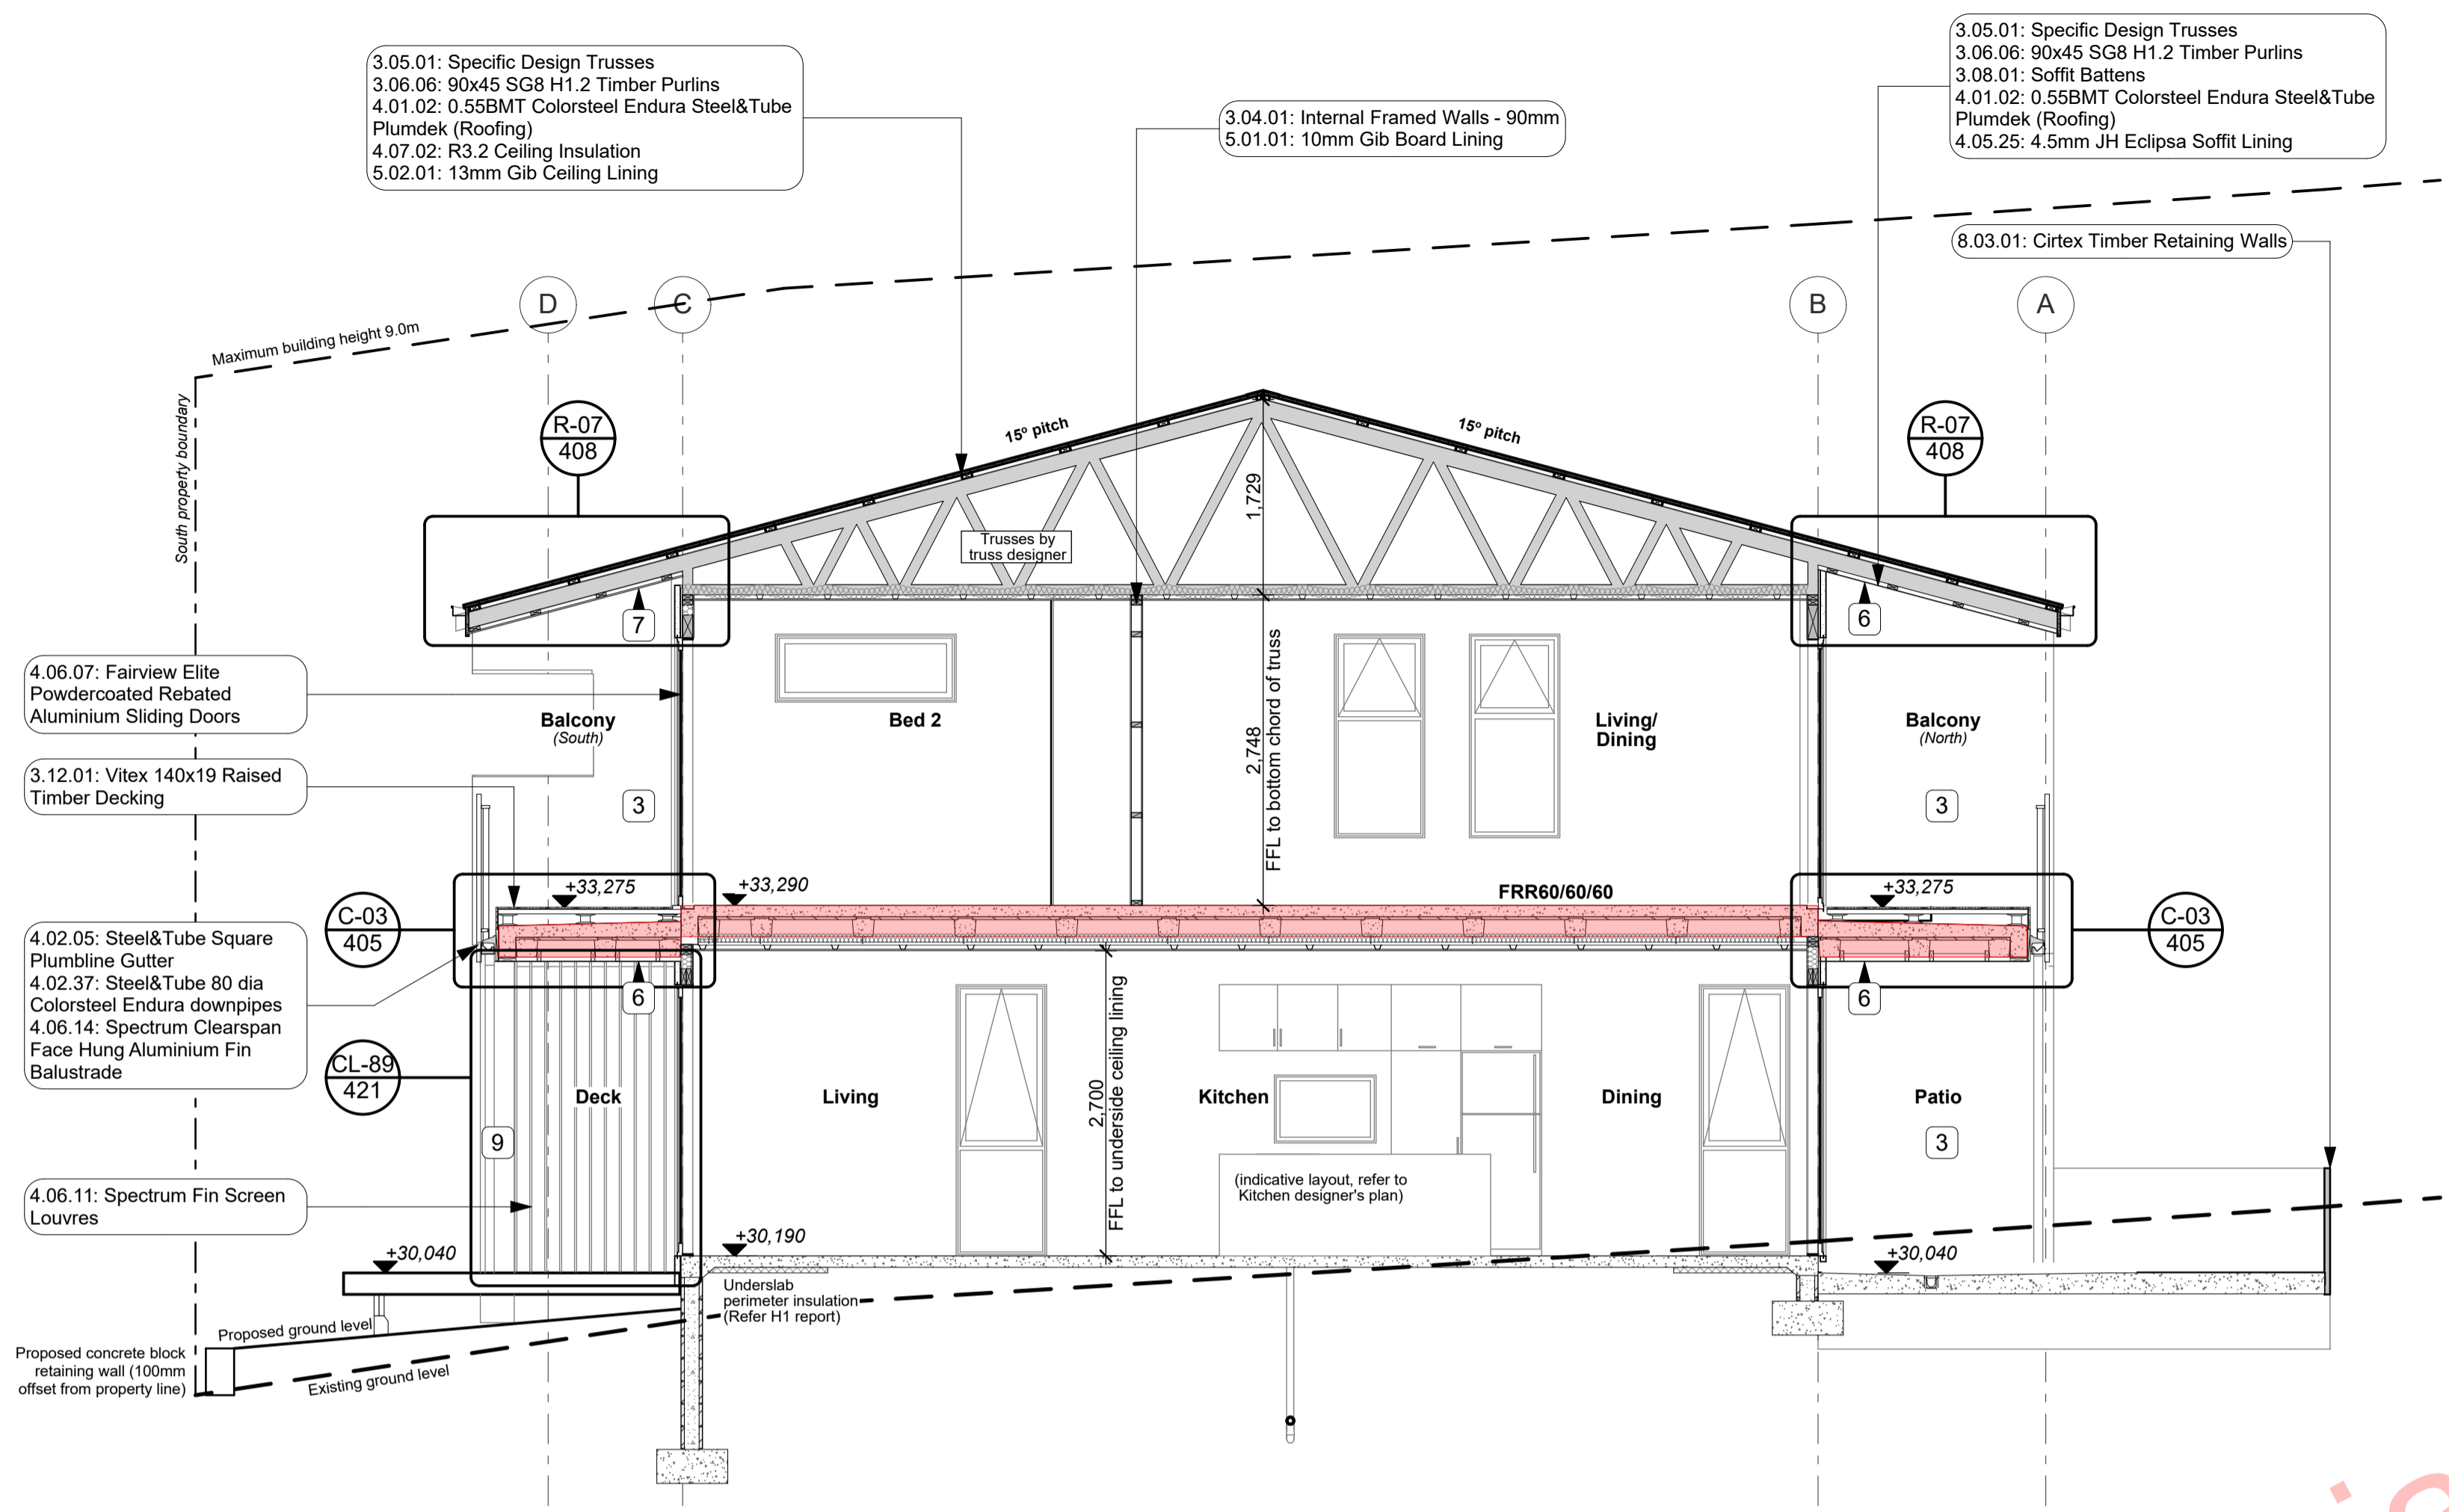 3.05.01: Specific Design Trusses
3.06.06: 90x45 SG8 H1.2 Timber Purlins
4.01.02: 0.55BMT Colorsteel Endura Steel&Tube
Plumdek (Roofing)
4.07.02: R3.2 Ceiling Insulation
5.02.01: 13mm Gib Ceiling Lining
3.04.01: Internal Framed Walls - 90mm
5.01.01: 10mm Gib Board Lining
3.05.01: Specific Design Trusses
3.06.06: 90x45 SG8 H1.2 Timber Purlins
3.08.01: Soffit Battens
4.01.02: 0.55BMT Colorsteel Endura Steel&Tube
Plumdek (Roofing)
4.05.25: 4.5mm JH Eclipsa Soffit Lining
8.03.01: Cirtex Timber Retaining Walls
D
C
B
A
Maximum building height 9.0m
South property boundary
R-07
408
15° pitch
15° pitch
R-07
408
1,729
Trusses by
truss designer
7
6
4.06.07: Fairview Elite
Powdercoated Rebated
Aluminium Sliding Doors
Balcony
(South)
Bed 2
2,748
FFL to bottom chord of truss
Living/
Dining
Balcony
(North)
3.12.01: Vitex 140x19 Raised
Timber Decking
3
3
+33,275
+33,290
FRR60/60/60
+33,275
C-03
405
C-03
405
4.02.05: Steel&Tube Square
Plumbline Gutter
4.02.37: Steel&Tube 80 dia
Colorsteel Endura downpipes
4.06.14: Spectrum Clearspan
Face Hung Aluminium Fin
Balustrade
6
6
CL-89
421
Deck
Living
2,700
FFL to underside ceiling lining
Kitchen
Dining
Patio
9
3
4.06.11: Spectrum Fin Screen
Louvres
(indicative layout, refer to
Kitchen designer's plan)
+30,040
+30,190
+30,040
Underslab
perimeter insulation
(Refer H1 report)
Proposed ground level
Proposed concrete block
retaining wall (100mm
offset from property line)
Existing ground level